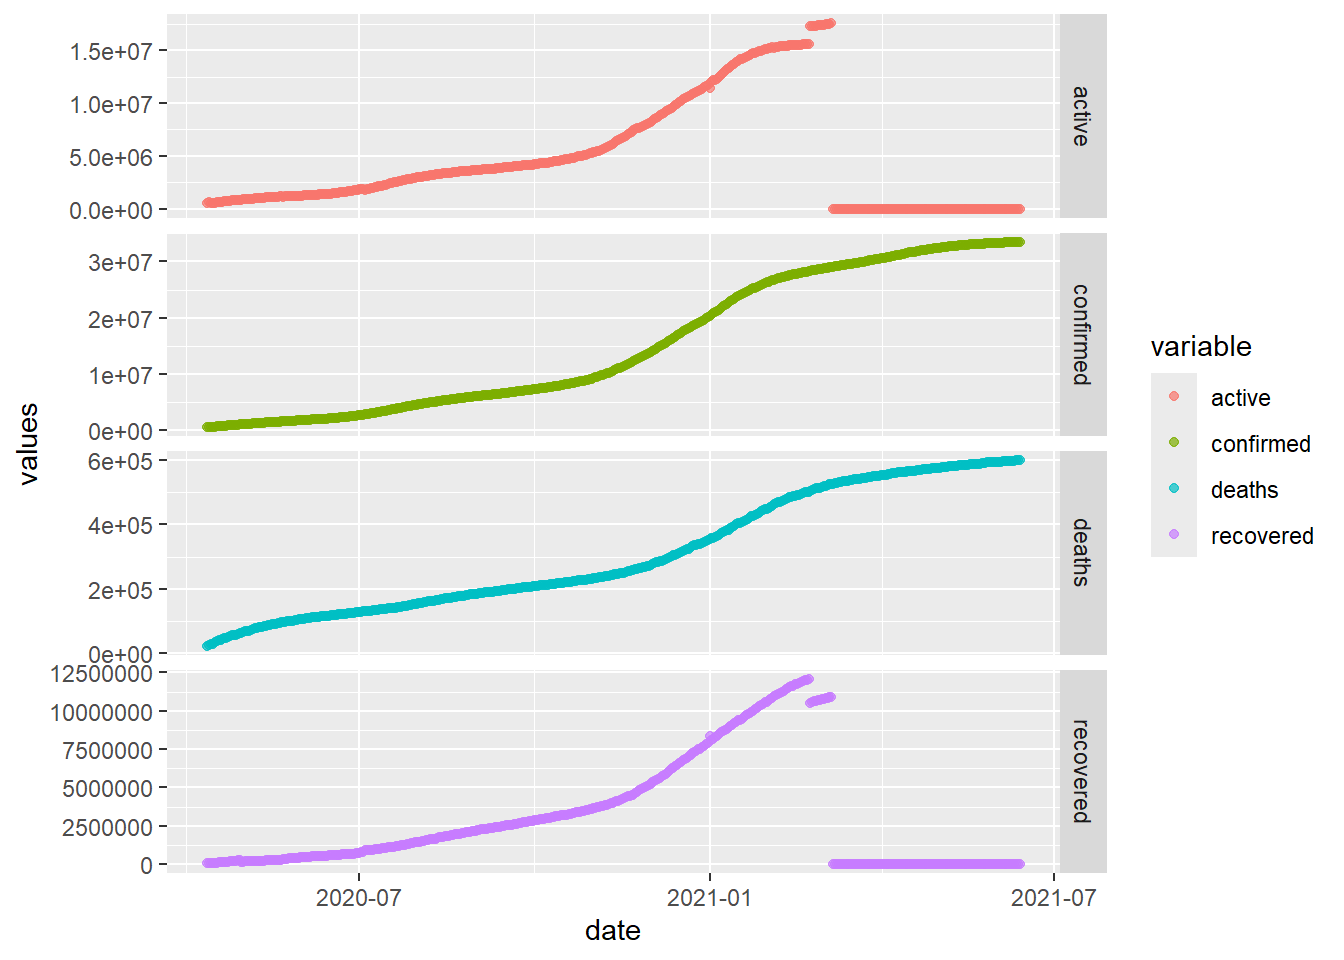 1.5e+07
1.0e+07
5.0e+06
0.0e+00
active
3e+07
2e+07
1e+07
0e+00
confirmed
6e+05
4e+05
2e+05
0e+00
deaths
12500000
10000000
7500000
5000000
2500000
0
recovered
2020-07 2021-01 2021-07
date
values
variable
active
confirmed
deaths
recovered